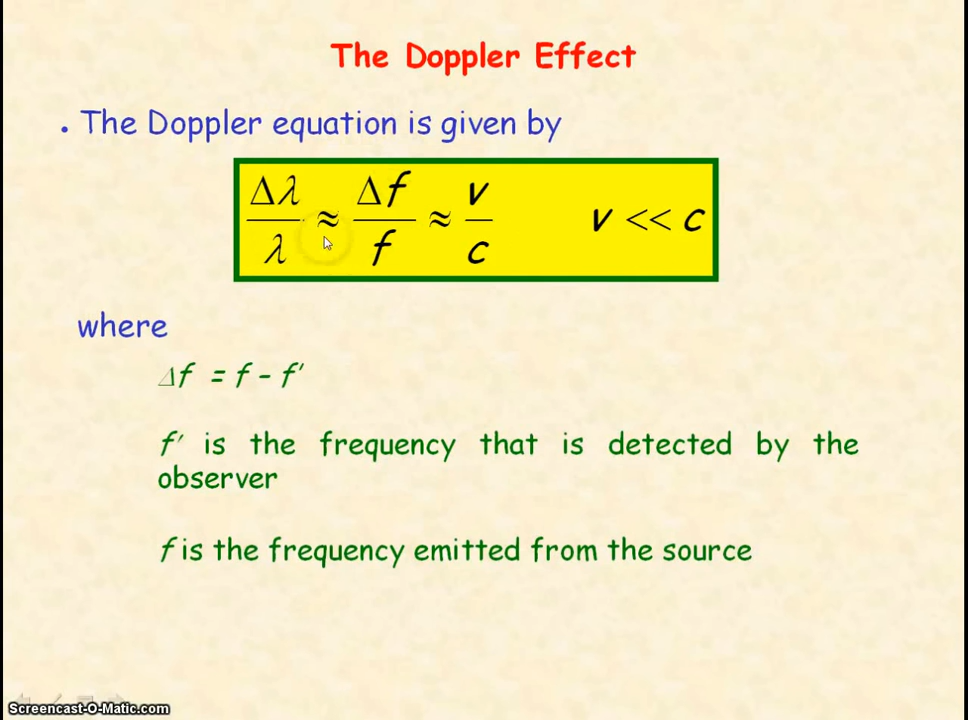 The Doppler Effect
• The Doppler equation is given by
Δλ/λ ≈ Δf/f ≈ v/c    v << c
where
Δf = f - f'
f' is the frequency that is detected by the
observer
f is the frequency emitted from the source
Screencast-O-Matic.com